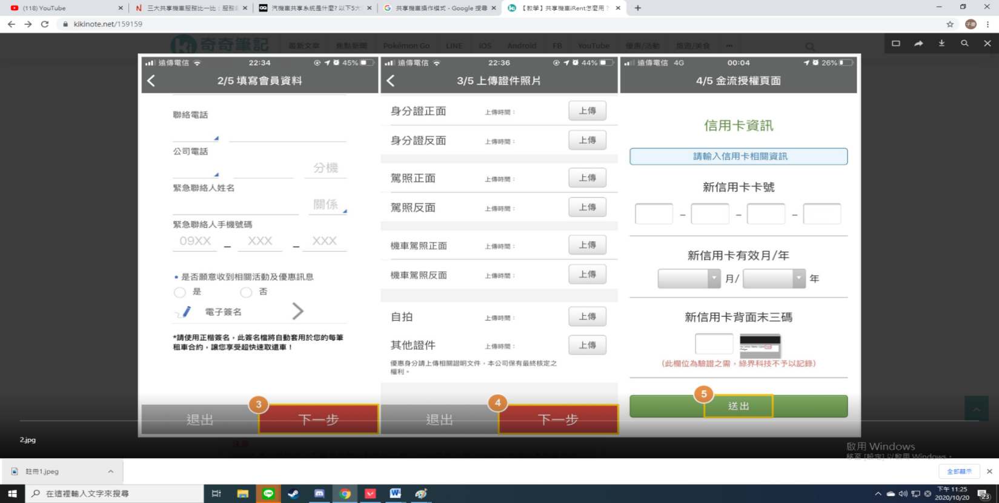 (118) YouTube
三大共享機車服務比一比：服務
汽機車共享系統是什麼? 以下5大
共享機車操作模式 - Google 搜尋
【教學】共享機車iRent怎麼用？
kikinote.net/159159
奇奇筆記
最新文章 焦點新聞 Pokémon Go LINE iOS Android FB YouTube 優惠/活動 旅遊/美食 •••
遠傳電信 22:34 45%
2/5 填寫會員資料
聯絡電話
公司電話
分機
緊急聯絡人姓名
關係
緊急聯絡人手機號碼
09XX – XXX – XXX
• 是否願意收到相關活動及優惠訊息
是 否
電子簽名
*請使用正楷簽名，此簽名檔將自動套用於您的每筆
租車合約，讓您享受超快速取還車！
3
退出 下一步
遠傳電信 22:36 44%
3/5 上傳證件照片
身分證正面 上傳時間： 上傳
身分證反面 上傳時間： 上傳
駕照正面 上傳時間： 上傳
駕照反面 上傳時間： 上傳
機車駕照正面 上傳時間： 上傳
機車駕照反面 上傳時間： 上傳
自拍 上傳時間： 上傳
其他證件 上傳時間： 上傳
優惠身分請上傳相關證明文件，本公司保有最終核定之
權利。
4
退出 下一步
遠傳電信 4G 00:04 26%
4/5 金流授權頁面
信用卡資訊
請輸入信用卡相關資訊
新信用卡卡號
– – –
新信用卡有效月/年
月/ 年
新信用卡背面末三碼
(此欄位為驗證之需，綠界科技不予以記錄)
5
送出
2.jpg
注意
啟用 Windows
移至 [設定] 以啟用 Windows。
註冊1.jpeg
全部顯示
在這裡輸入文字來搜尋
下午 11:25
2020/10/20
23